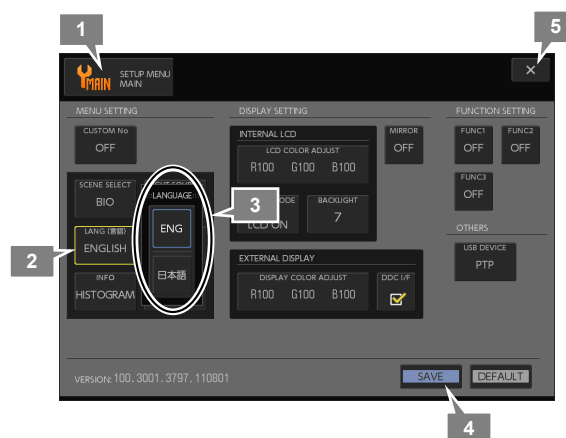 1
5
MAIN
SETUP MENU
MAIN
×
MENU SETTING
DISPLAY SETTING
FUNCTION SETTING
CUSTOM No
OFF
INTERNAL LCD
LCD COLOR ADJUST
R100 G100 B100
MIRROR
OFF
FUNC1
OFF
FUNC2
OFF
SCENE SELECT
BIO
LANGUAGE
ENG
日本語
3
ODE
LCD ON
BACKLIGHT
7
FUNC3
OFF
2
LANG (言語)
ENGLISH
OTHERS
USB DEVICE
PTP
INFO
HISTOGRAM
EXTERNAL DISPLAY
DISPLAY COLOR ADJUST
R100 G100 B100
DDC I/F
VERSION: 100. 3001. 3797. 110801
SAVE
DEFAULT
4